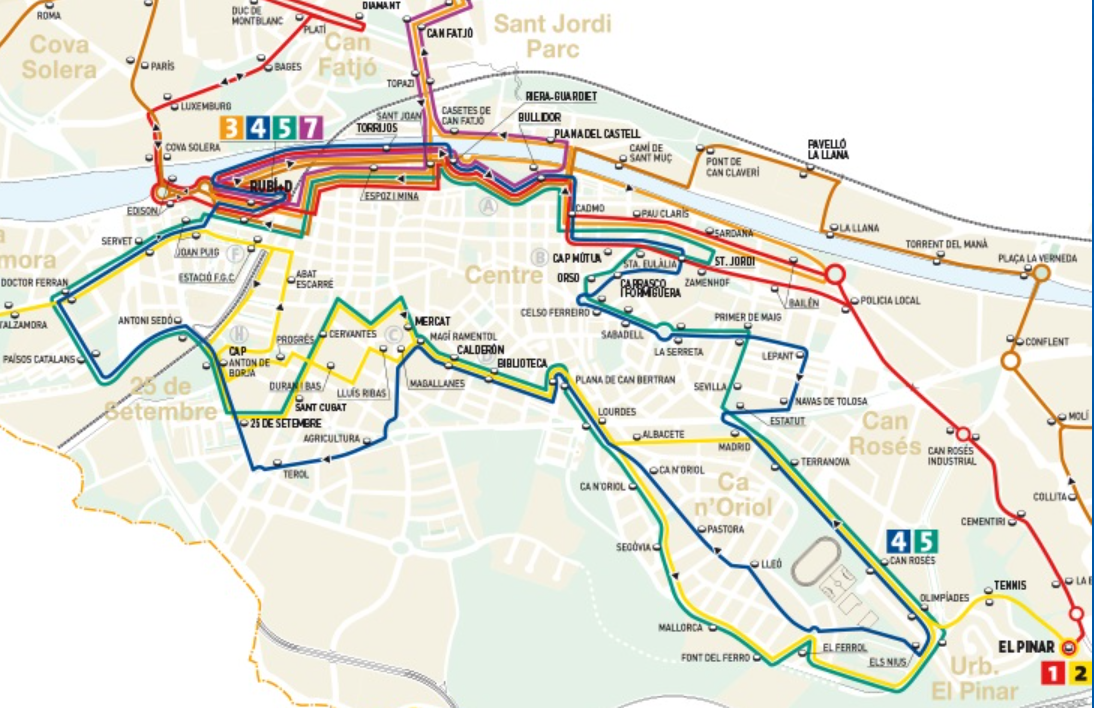 ROMA
DUC DE
MONTBLANC
DIAMANT
PLATÍ
CAN FATJÓ
Sant Jordi
Parc
Cova
Solera
Can
Fatjó
PARÍS
BAGES
TOPAZI
LUXEMBURG
RIERA-GUARDIET
CASETES DE
CAN FATJÓ
SANT JOAN
BULLIDOR
3 4 5 7
TORRIJOS
PLANA DEL CASTELL
COVA SOLERA
CAMÍ DE
SANT MUÇ
PONT DE
CAN CLAVERÍ
PAVELLÓ
LA LLANA
RUBÍ+D
ESPOZ I MINA
EDISON
A
CADMO
PAU CLARÍS
SARDANA
LA LLANA
TORRENT DEL MANÀ
PLAÇA LA VERNEDA
SERVET
JOAN PUIG
F
ESTACIÓ F.G.C.
mora
DOCTOR FERRAN
ABAT
ESCARRÉ
Centre
B
CAP MÚTUA
STA. EULÀLIA
ST. JORDI
ORSO
CARRASCO
I FORMIGUERA
ZAMENHOF
BAILÉN
POLICIA LOCAL
TALZAMORA
ANTONI SEDÓ
H
PROGRÉS
CERVANTES
C
MERCAT
MAGÍ RAMENTOL
CELSO FERREIRO
SABADELL
PRIMER DE MAIG
LA SERRETA
LEPANT
CONFLENT
PAÏSOS CATALANS
CAP
ANTON DE
BORJA
CALDERÓN
BIBLIOTECA
DURAN I BAS
LLUÍS RIBAS
MAGALLANES
PLANA DE CAN BERTRAN
SEVILLA
NAVAS DE TOLOSA
25 de
Setembre
SANT CUGAT
25 DE SETEMBRE
LOURDES
ESTATUT
MOLÍ
AGRICULTURA
ALBACETE
MADRID
Can
Rosés
CAN ROSÉS
INDUSTRIAL
TEROL
CA N'ORIOL
CA N'ORIOL
TERRANOVA
Ca
n'Oriol
COLLITA
PASTORA
CEMENTIRI
SEGÒVIA
LLEÓ
4 5
CAN ROSÉS
TENNIS
OLIMPÍADES
MALLORCA
EL FERROL
EL PINAR
FONT DEL FERRO
ELS NIUS
Urb.
El Pinar
1 2